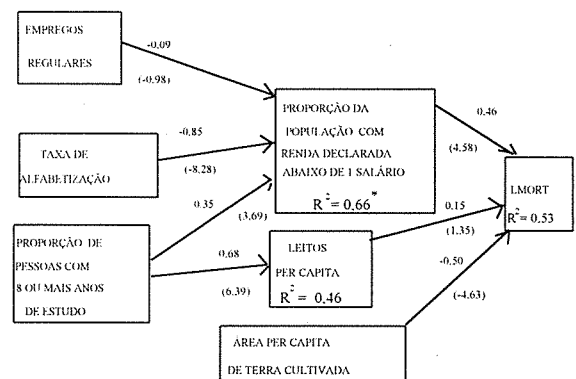 EMPREGOS
REGULARES
-0.09
(-0.98)
TAXA DE
ALFABETIZAÇÃO
-0.85
(-8.28)
PROPORÇÃO DE
PESSOAS COM
8 OU MAIS ANOS
DE ESTUDO
0.35
(3.69)
0.68
(6.39)
PROPORÇÃO DA
POPULAÇÃO COM
RENDA DECLARADA
ABAIXO DE 1 SALÁRIO
R² = 0,66*
LEITOS
PER CAPITA
R² = 0,46
0.46
(4.58)
0.15
(1.35)
-0.50
(-4.63)
LMORT
R² = 0.53
ÁREA PER CAPITA
DE TERRA CULTIVADA